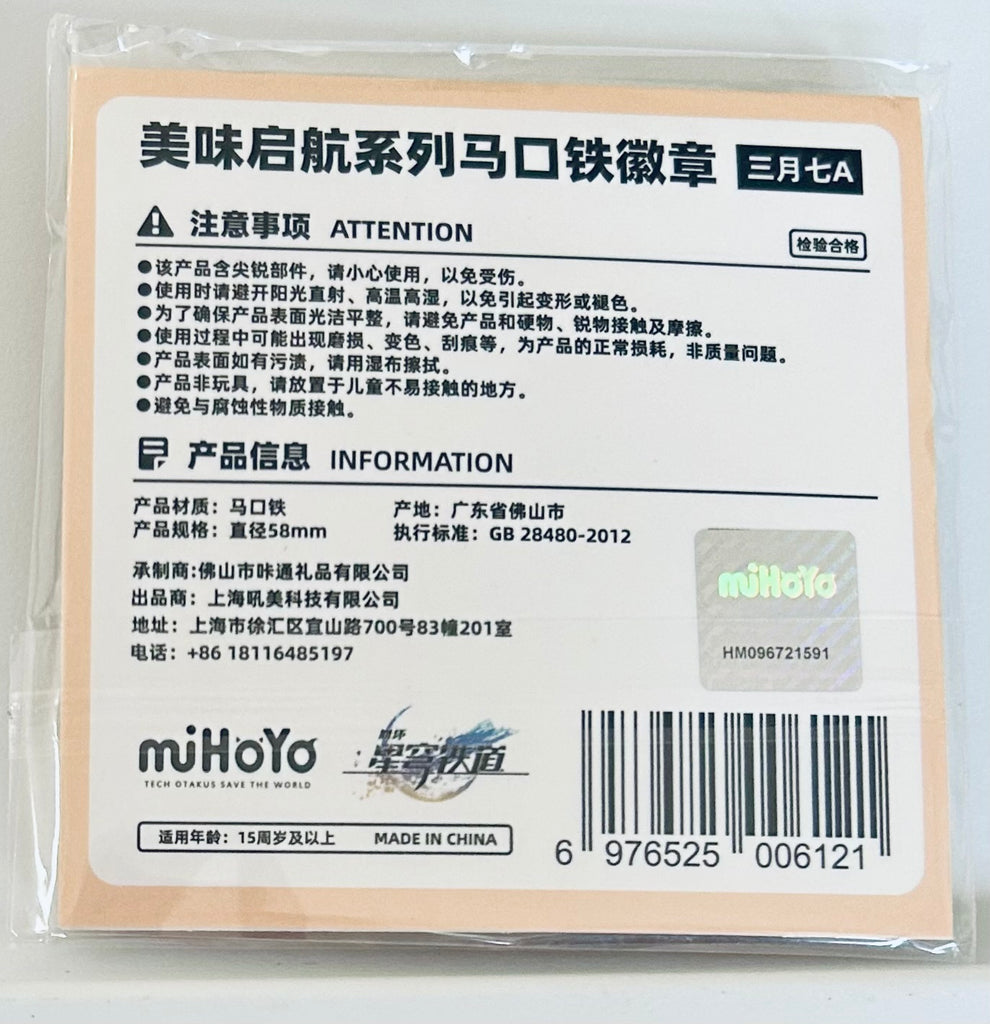 美味启航系列马口铁徽章 三月七A
注意事项 ATTENTION
检验合格
●该产品含尖锐部件，请小心使用，以免受伤。
●使用时请避开阳光直射、高温高湿，以免引起变形或褪色。
●为了确保产品表面光洁平整，请避免产品和硬物、锐物接触及摩擦。
●使用过程中可能出现磨损、变色、刮痕等，为产品的正常损耗，非质量问题。
●产品表面如有污渍，请用湿布擦拭。
●产品非玩具，请放置于儿童不易接触的地方。
●避免与腐蚀性物质接触。
产品信息 INFORMATION
产品材质：马口铁 产地：广东省佛山市
产品规格：直径58mm 执行标准：GB 28480-2012
承制商:佛山市咔通礼品有限公司
出品商：上海吼美科技有限公司
地址：上海市徐汇区宜山路700号83幢201室
电话：+86 18116485197
miHoYo
HM096721591
miHoYo
TECH OTAKUS SAVE THE WORLD
崩坏
星穹铁道
适用年龄：15周岁及以上 MADE IN CHINA
6 976525 006121